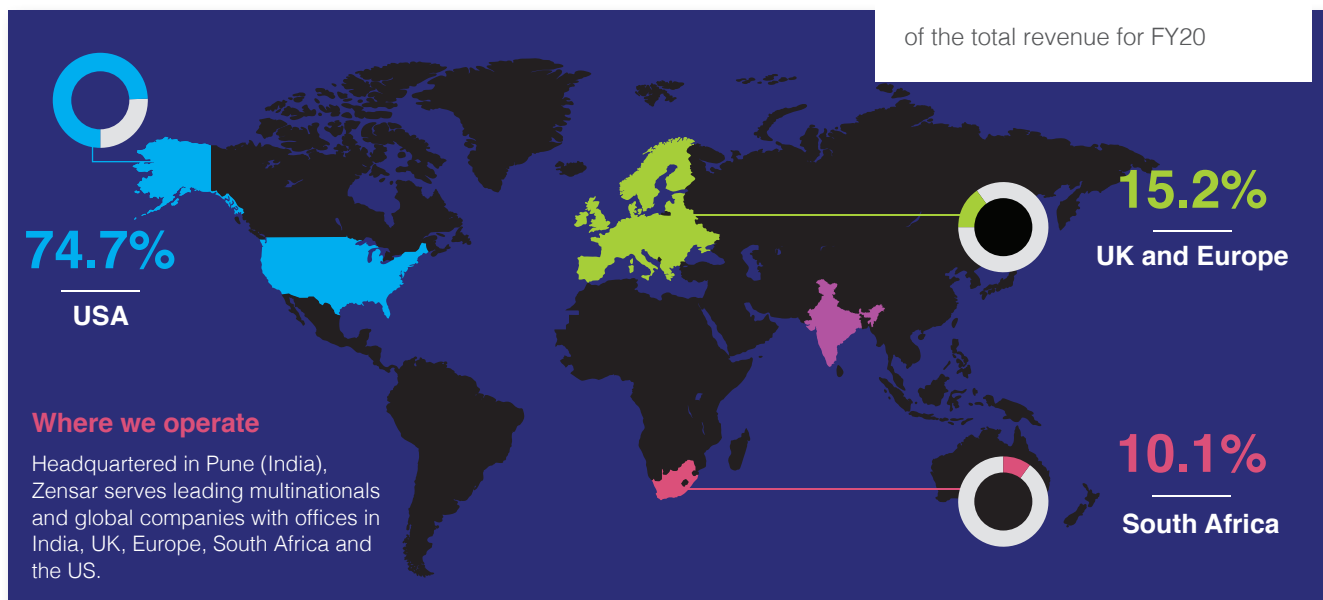 of the total revenue for FY20
74.7%
USA
15.2%
UK and Europe
10.1%
South Africa
Where we operate
Headquartered in Pune (India),
Zensar serves leading multinationals
and global companies with offices in
India, UK, Europe, South Africa and
the US.